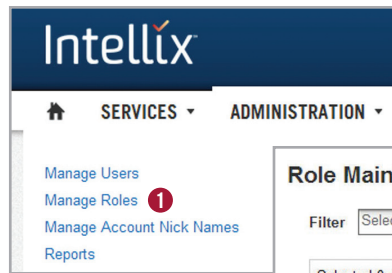 Intellix
SERVICES ADMINISTRATION
Manage Users
Manage Roles 1
Manage Account Nick Names
Reports
Role Main
Filter Selec